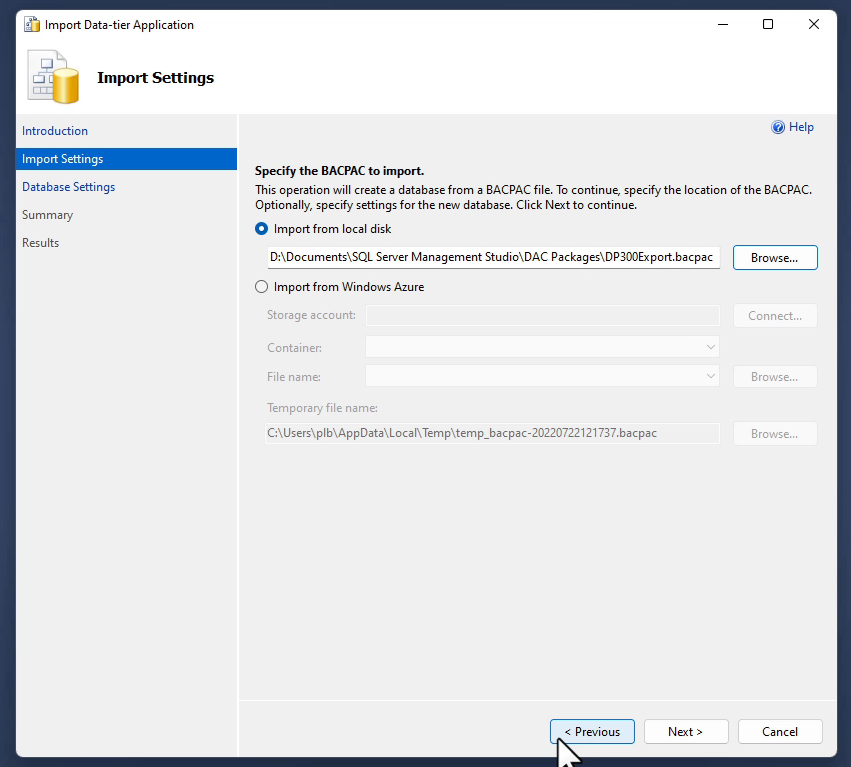 Import Data-tier Application
Import Settings
Introduction
Import Settings
Database Settings
Summary
Results
Help
Specify the BACPAC to import.
This operation will create a database from a BACPAC file. To continue, specify the location of the BACPAC.
Optionally, specify settings for the new database. Click Next to continue.
Import from local disk
D:\Documents\SQL Server Management Studio\DAC Packages\DP300Export.bacpac
Browse...
Import from Windows Azure
Storage account:
Connect...
Container:
File name:
Browse...
Temporary file name:
C:\Users\plb\AppData\Local\Temp\temp_bacpac-20220722121737.bacpac
Browse...
< Previous
Next >
Cancel